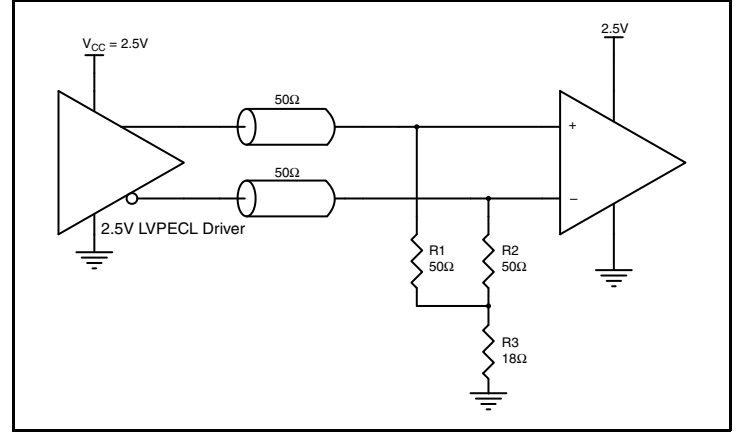 2.5V
V_CC = 2.5V
50Ω
+
50Ω
–
2.5V LVPECL Driver
R1
50Ω
R2
50Ω
R3
18Ω